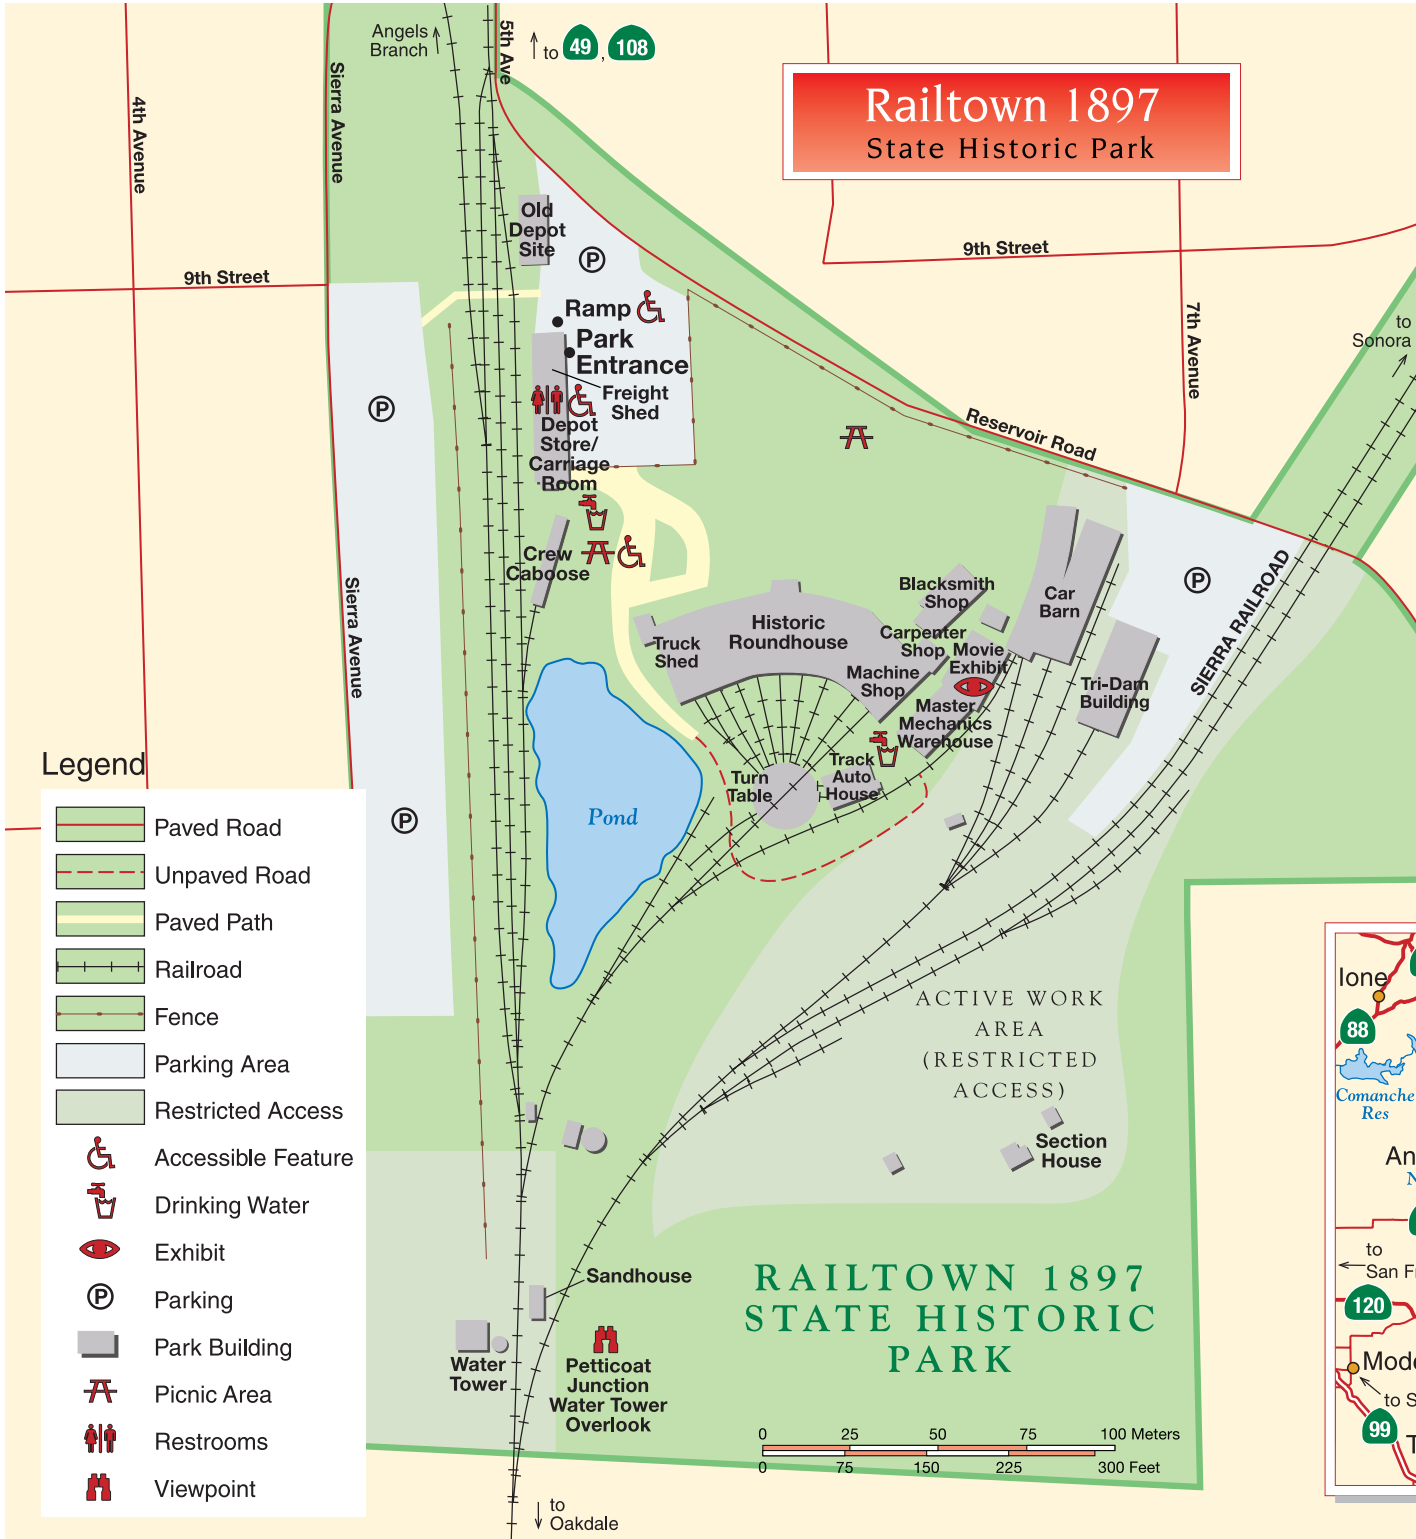 Angels
Branch
5th Ave
to 49, 108
Railtown 1897
State Historic Park
4th Avenue
Sierra Avenue
Old
Depot
Site
P
9th Street
9th Street
7th Avenue
to
Sonora
Ramp
Park
Entrance
Freight
Shed
P
Depot
Store/
Carriage
Room
Reservoir Road
Crew
Caboose
Sierra Avenue
Blacksmith
Shop
Car
Barn
P
SIERRA RAILROAD
Historic
Roundhouse
Truck
Shed
Carpenter
Shop
Movie
Exhibit
Machine
Shop
Tri-Dam
Building
Master
Mechanics
Warehouse
Track
Auto
House
Turn
Table
Pond
P
Legend
Paved Road
Unpaved Road
Paved Path
Railroad
Fence
Parking Area
Restricted Access
Accessible Feature
Drinking Water
Exhibit
P Parking
Park Building
Picnic Area
Restrooms
Viewpoint
ACTIVE WORK
AREA
(RESTRICTED
ACCESS)
Section
House
Sandhouse
Water
Tower
Petticoat
Junction
Water Tower
Overlook
RAILTOWN 1897
STATE HISTORIC
PARK
0 25 50 75 100 Meters
0 75 150 225 300 Feet
to
Oakdale
Ione
88
Comanche
Res
An
N
to
San Fr
120
Mode
to S
99
T